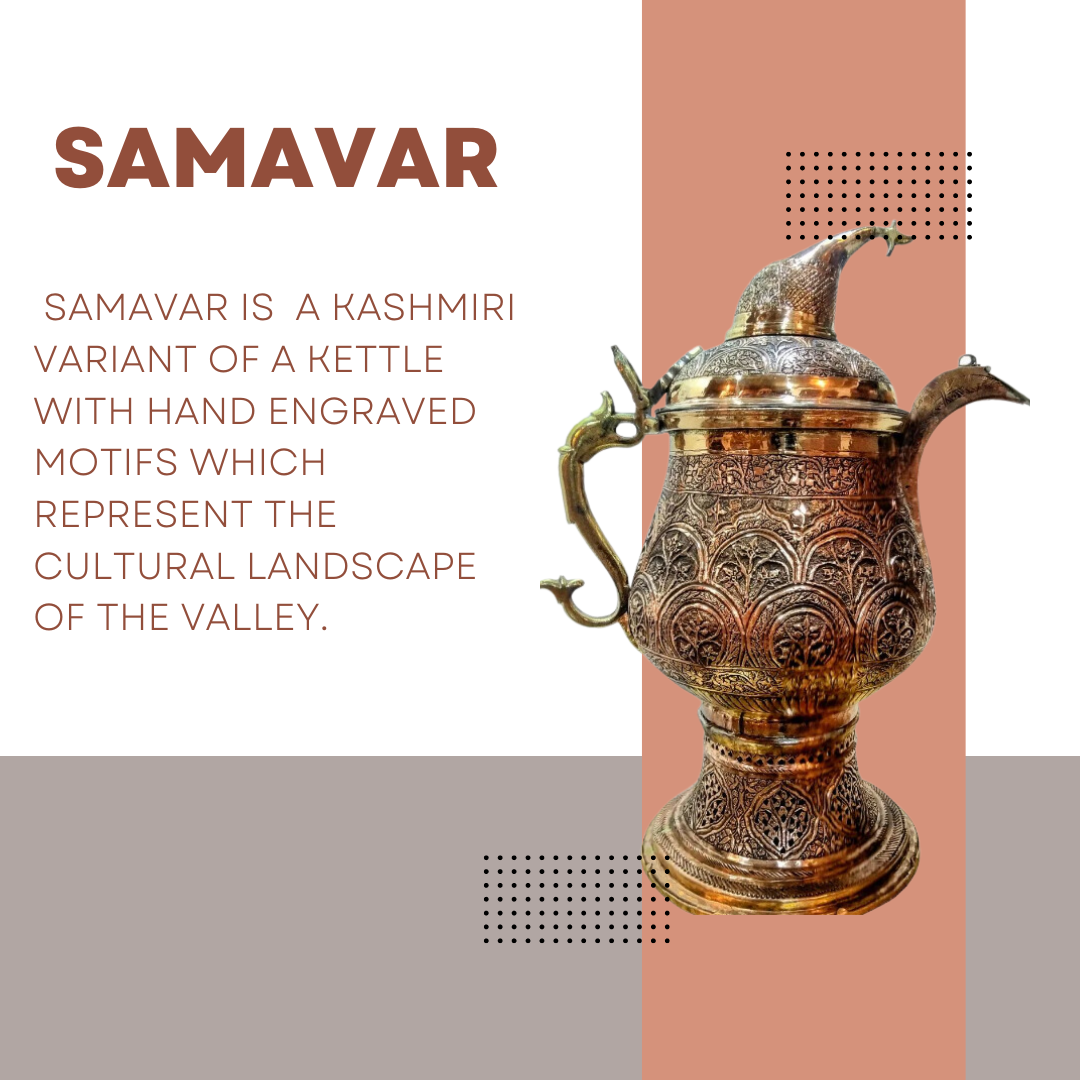 SAMAVAR
SAMAVAR IS A KASHMIRI
VARIANT OF A KETTLE
WITH HAND ENGRAVED
MOTIFS WHICH
REPRESENT THE
CULTURAL LANDSCAPE
OF THE VALLEY.